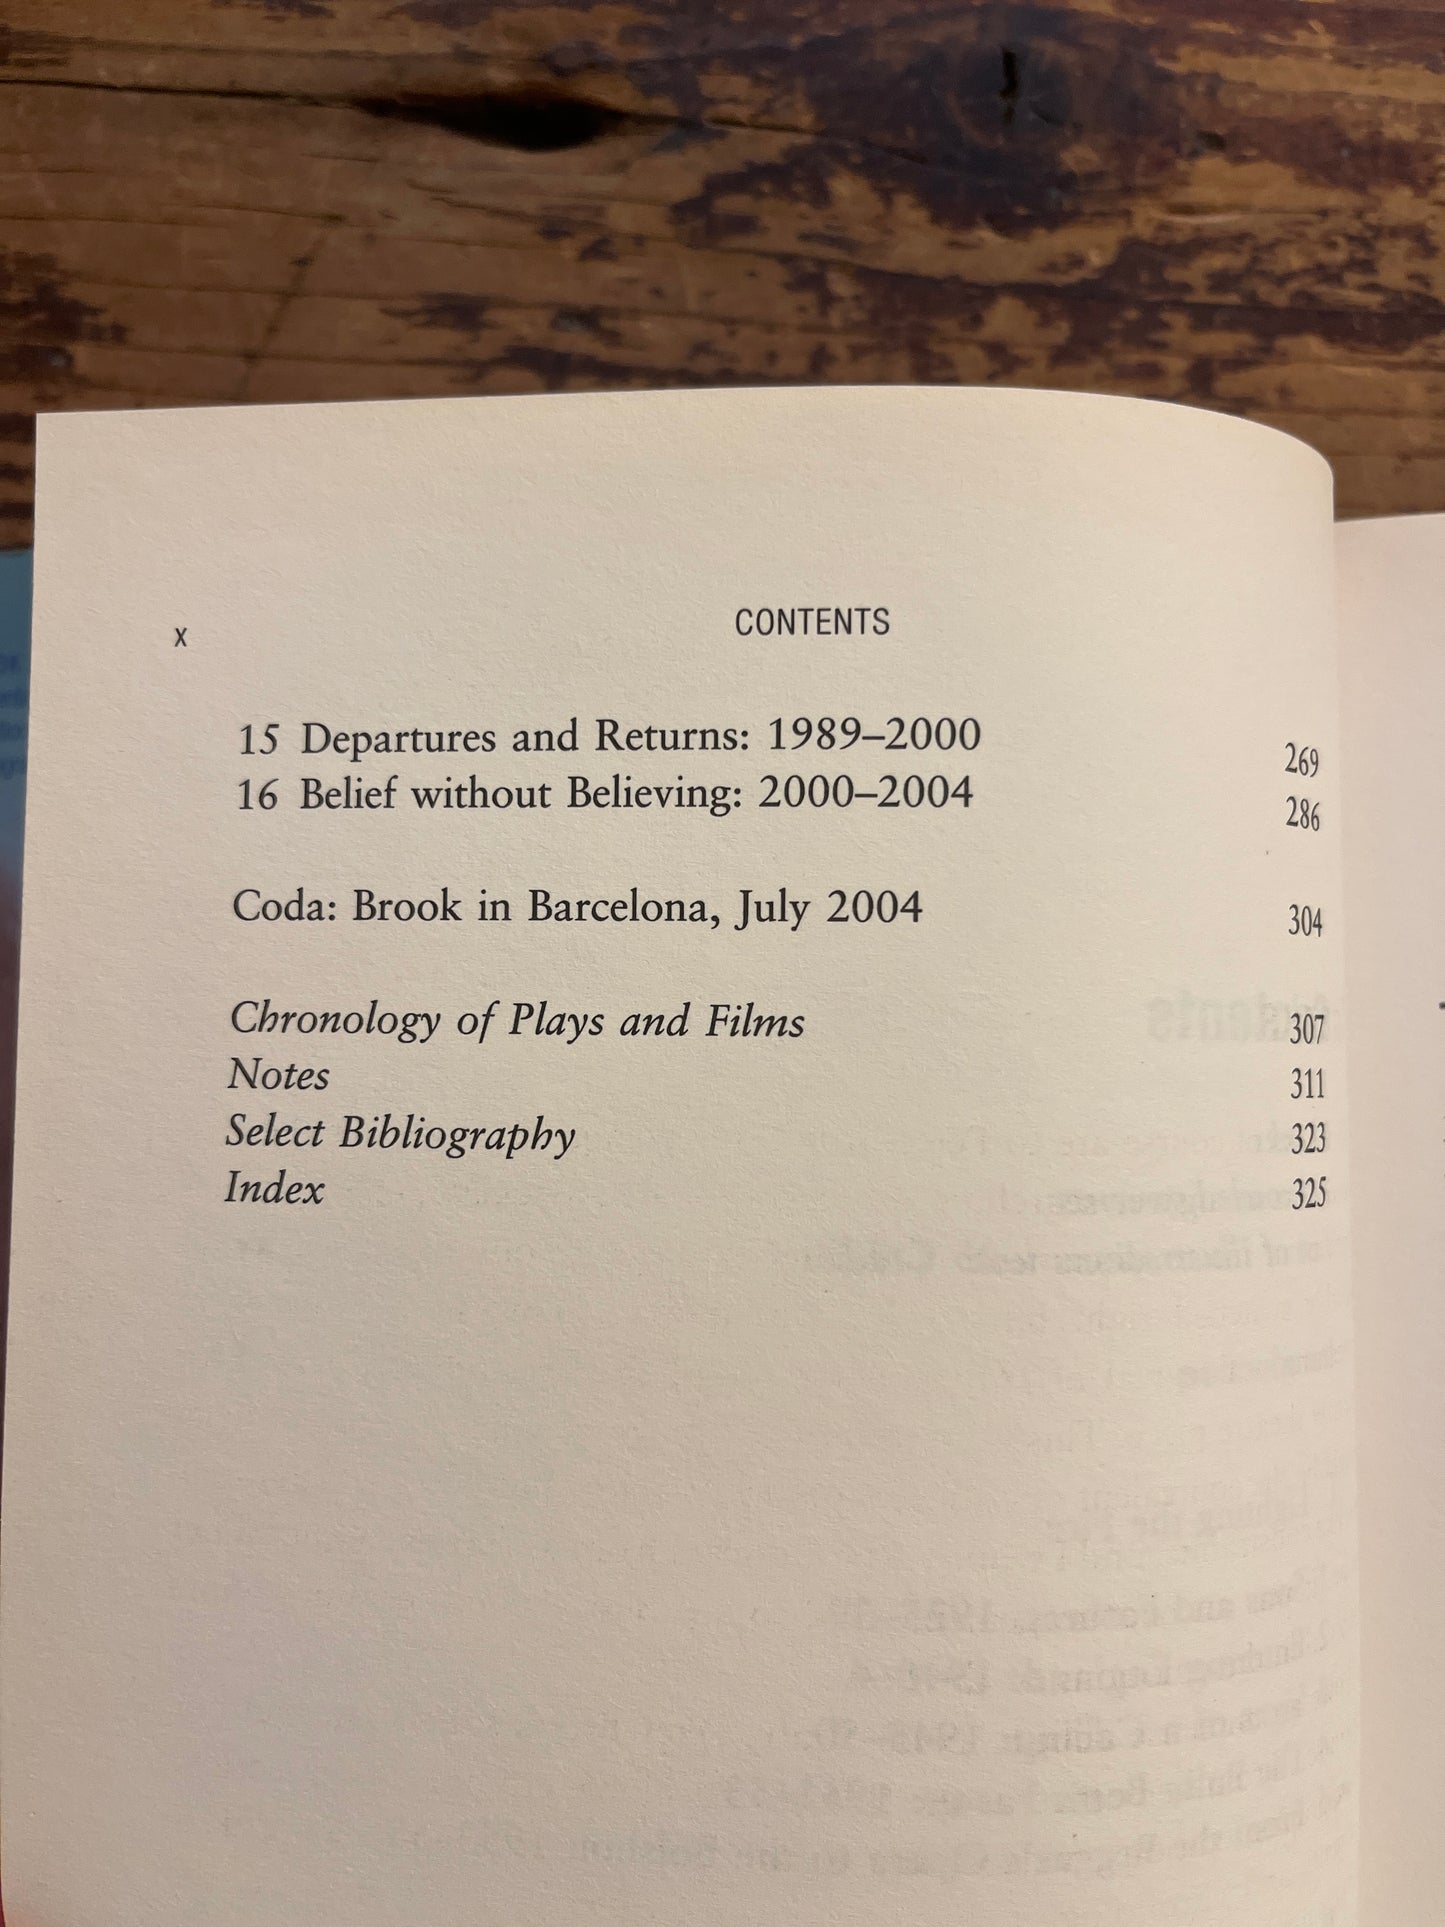 x CONTENTS
15 Departures and Returns: 1989–2000 269
16 Belief without Believing: 2000–2004 286
Coda: Brook in Barcelona, July 2004 304
Chronology of Plays and Films 307
Notes 311
Select Bibliography 323
Index 325